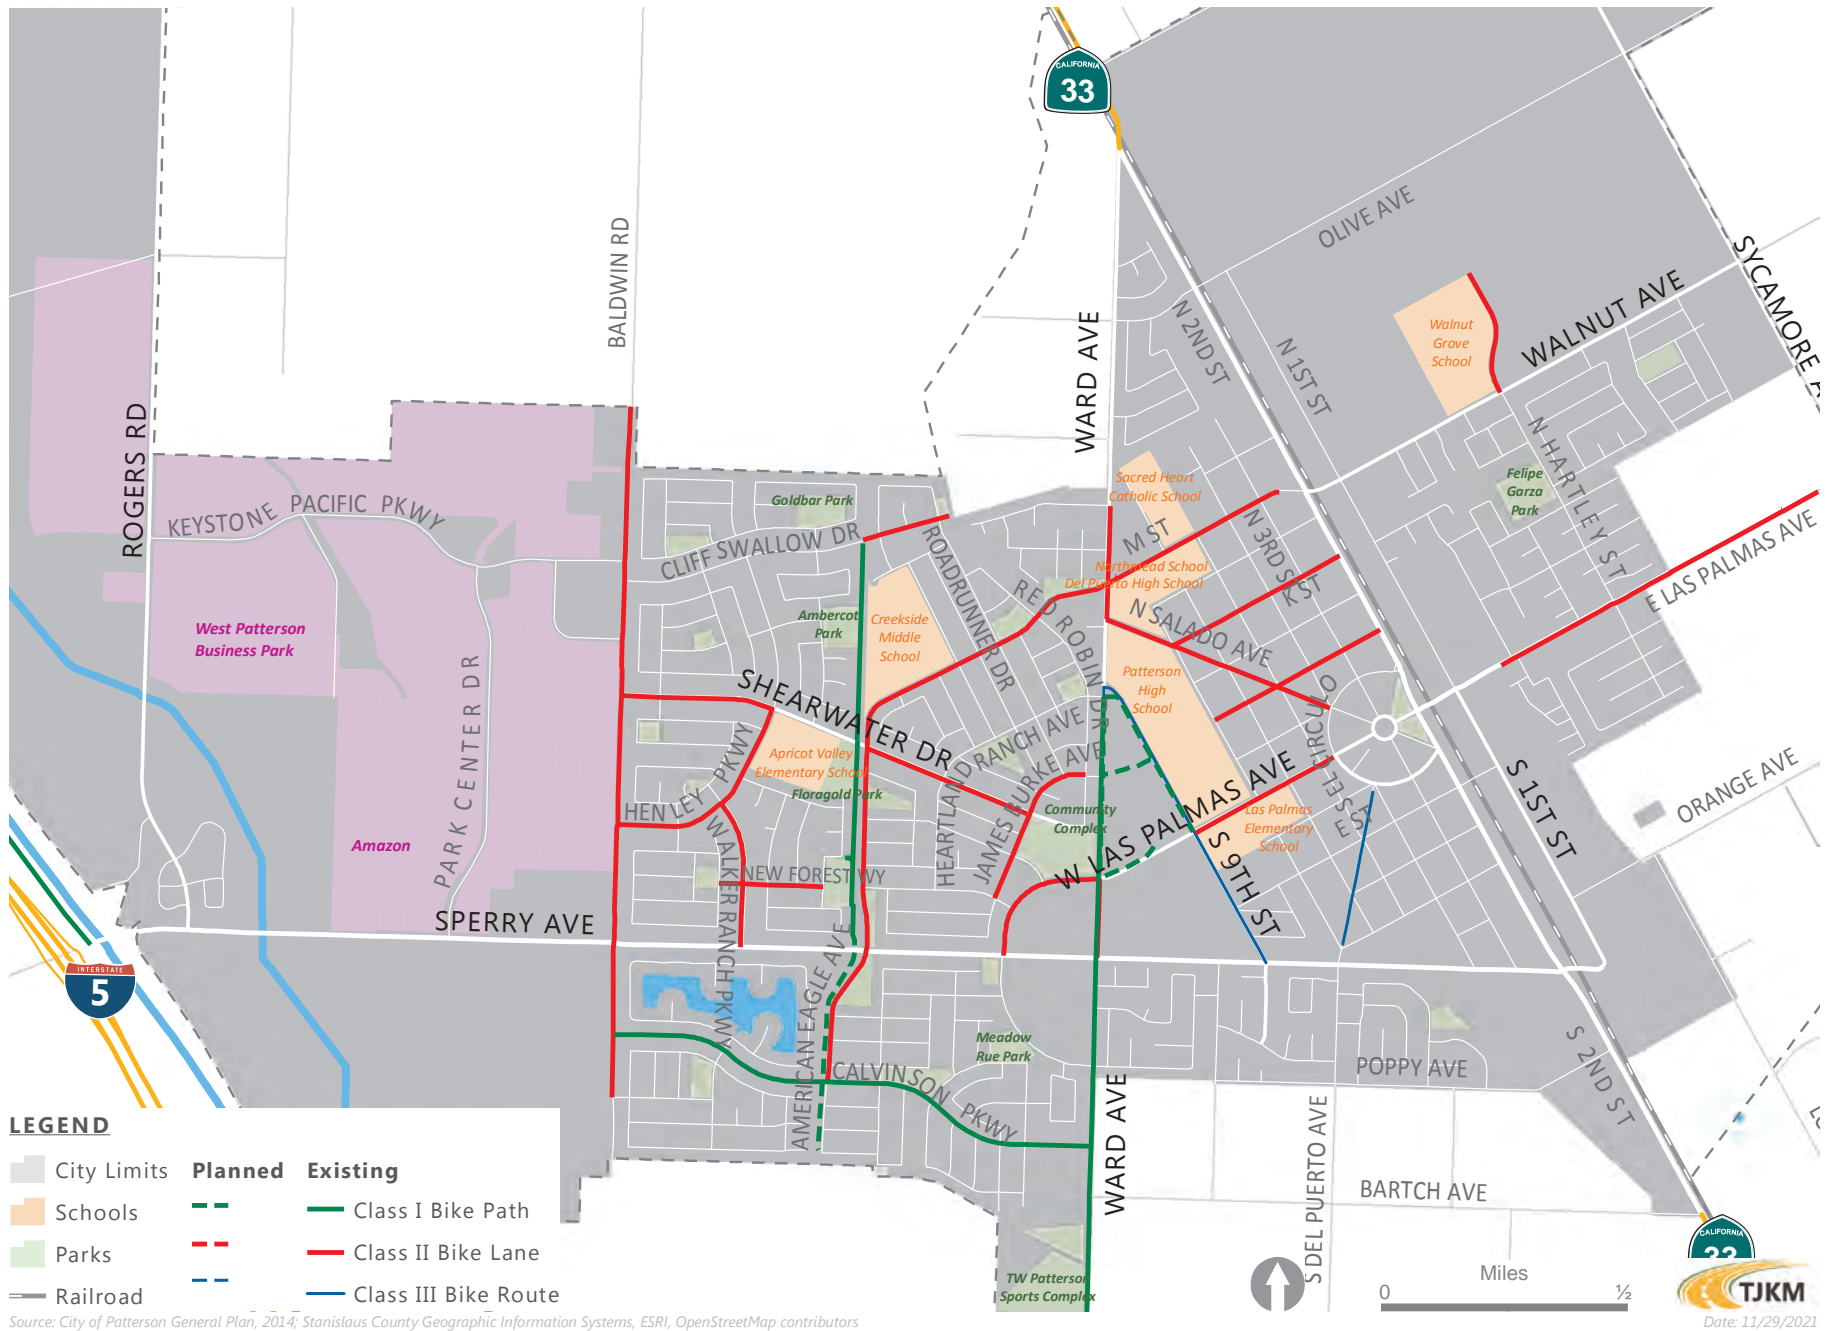 CALIFORNIA
33
OLIVE AVE
SYCAMORE A
BALDWIN RD
WALNUT AVE
N 2ND ST
N 1ST ST
WARD AVE
Walnut
Grove
School
ROGERS RD
KEYSTONE PACIFIC PKWY
Goldbar Park
CLIFF SWALLOW DR
Sacred Heart
Catholic School
M ST
N 3RD ST
K ST
N HARTLEY ST
Felipe
Garza
Park
E LAS PALMAS AVE
Northmead School
Del Puerto High School
ROADRUNNER DR
RED ROBIN DR
N SALADO AVE
Ambercot
Park
Creekside
Middle
School
West Patterson
Business Park
Patterson
High
School
SHEARWATER DR
PARK CENTER DR
HENLEY PKWY
Apricot Valley
Elementary School
Floragold Park
HEARTLAND RANCH AVE
JAMES BURKE AVE
Community
Complex
W LAS PALMAS AVE
S EL CIRCULO
Las Palmas
Elementary
School
E ST
S 1ST ST
ORANGE AVE
Amazon
WALKER RANCH PKWY
NEW FOREST WY
S 9TH ST
SPERRY AVE
INTERSTATE
5
AMERICAN EAGLE AVE
Meadow
Rue Park
CALVINSON PKWY
POPPY AVE
S 2ND ST
WARD AVE
S DEL PUERTO AVE
BARTCH AVE
TW Patterson
Sports Complex
CALIFORNIA
33
LEGEND
City Limits
Schools
Parks
Railroad
Planned
Existing
Class I Bike Path
Class II Bike Lane
Class III Bike Route
Miles
0 ½
TJKM
Source: City of Patterson General Plan, 2014; Stanislaus County Geographic Information Systems, ESRI, OpenStreetMap contributors
Date: 11/29/2021